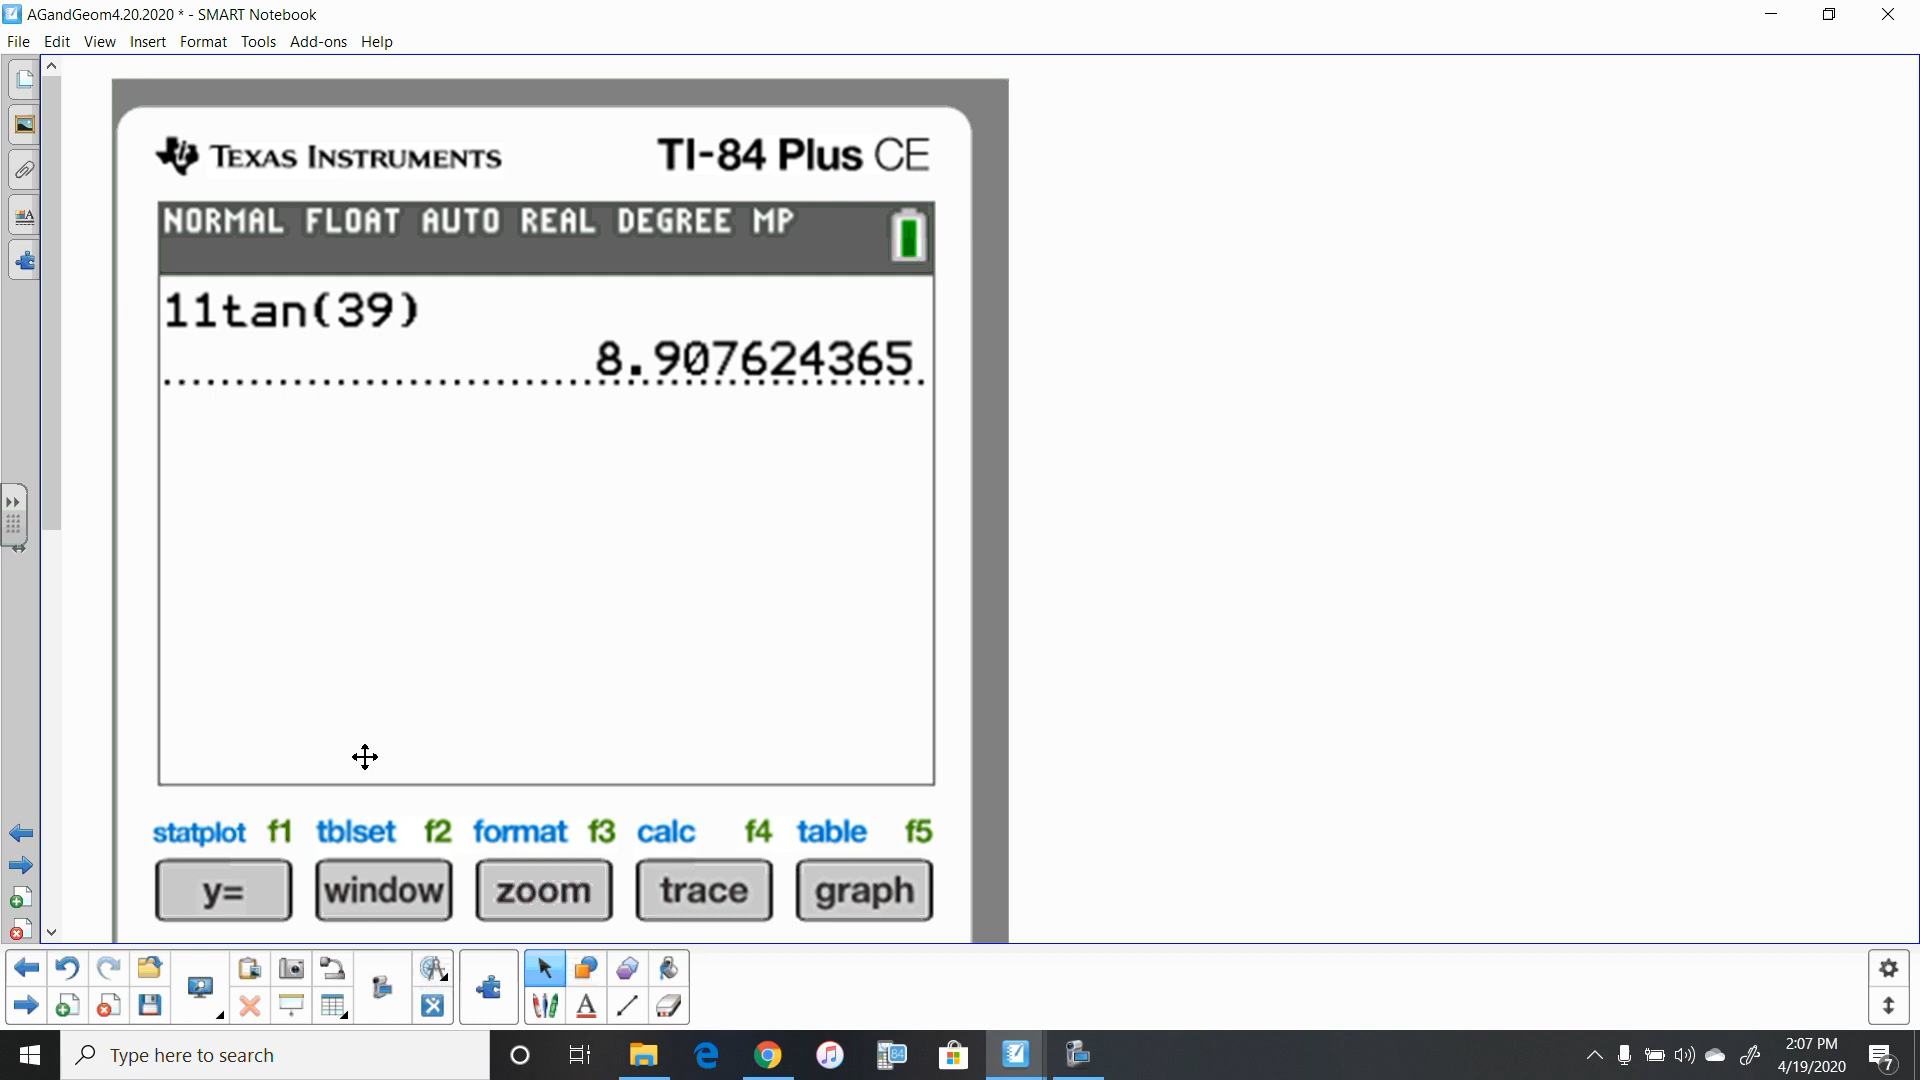 AGandGeom4.20.2020 * - SMART Notebook
File Edit View Insert Format Tools Add-ons Help
TEXAS INSTRUMENTS TI-84 Plus CE
NORMAL FLOAT AUTO REAL DEGREE MP
11tan(39)
8.907624365
statplot f1 tblset f2 format f3 calc f4 table f5
y= window zoom trace graph
A
Type here to search
84
2:07 PM
4/19/2020
7